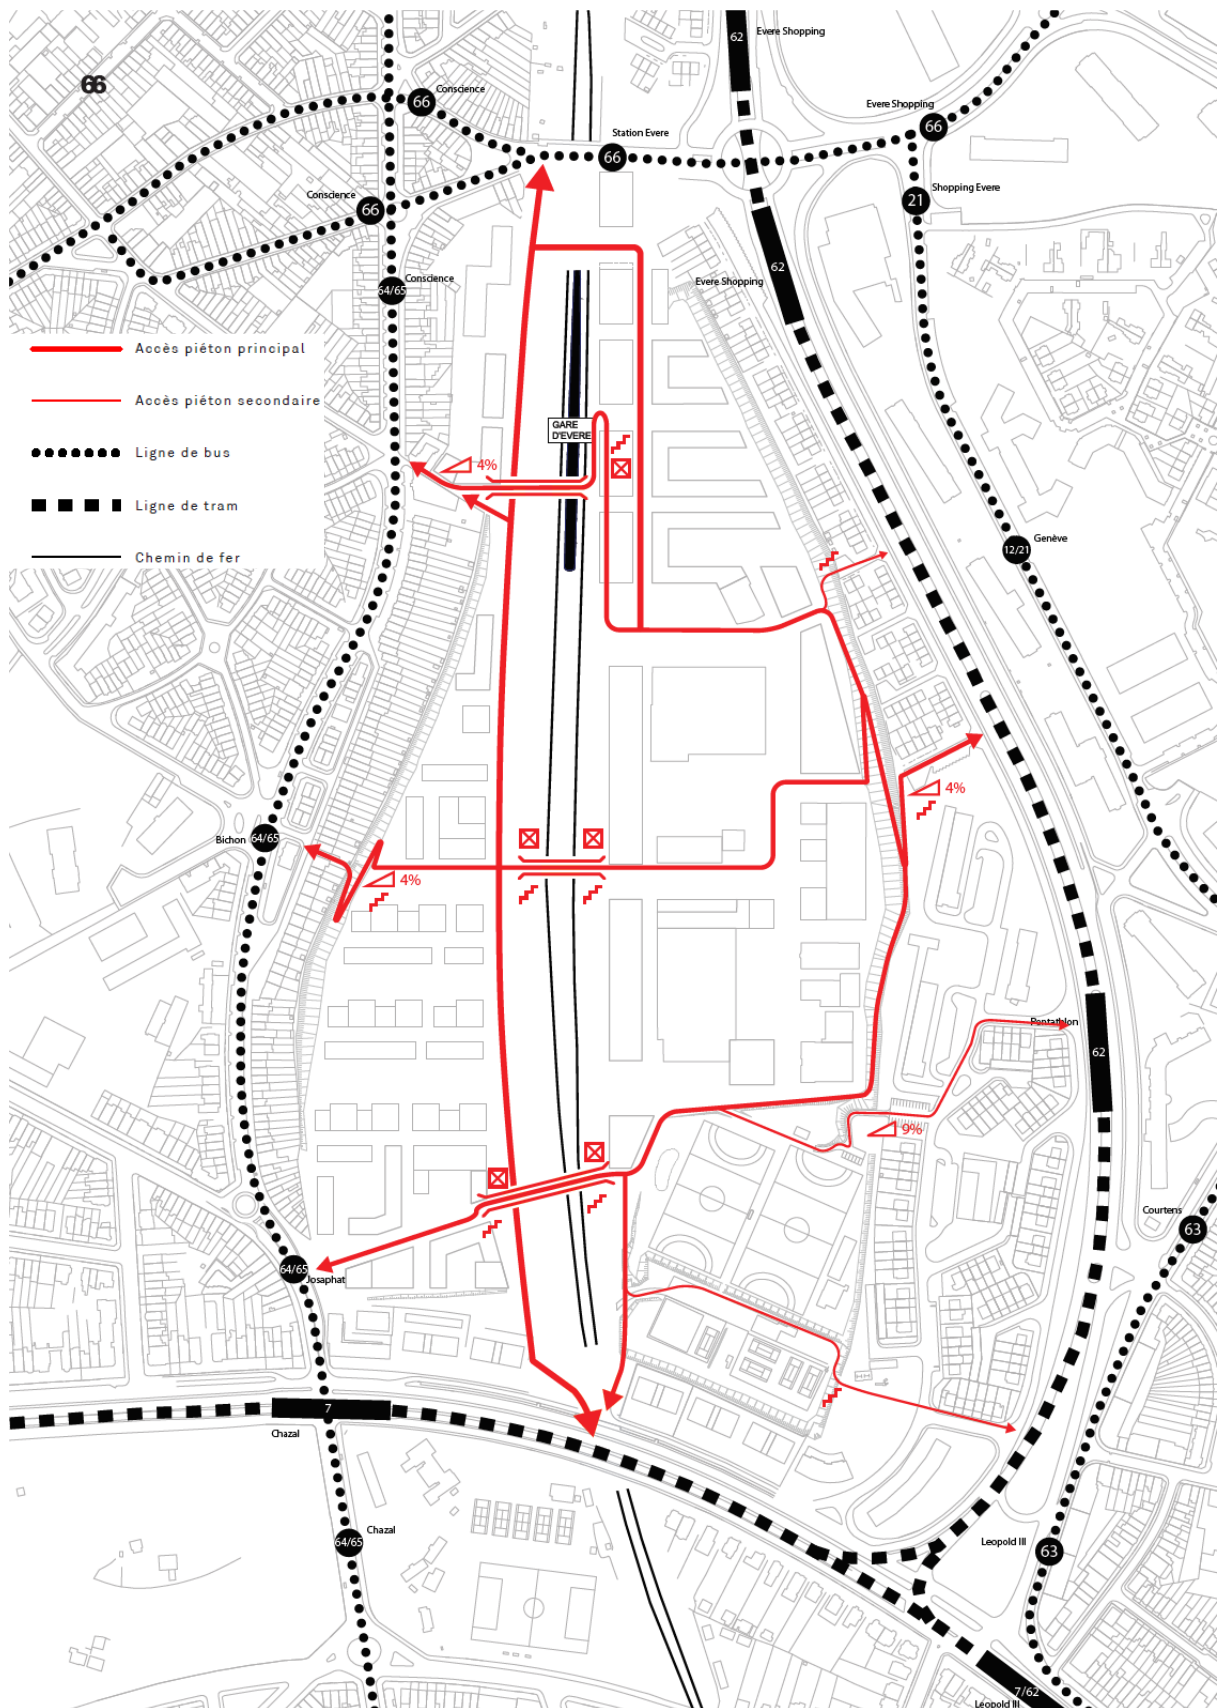 62
Evere Shopping
66
Conscience
66
Evere Shopping
66
Station Evere
66
Conscience
66
Shopping Evere
21
Conscience
64/65
62
Evere Shopping
Accès piéton principal
Accès piéton secondaire
Ligne de bus
Ligne de tram
Chemin de fer
GARE
D'EVERE
4%
Genève
12/21
4%
Bichon
64/65
4%
Pentathlon
62
9%
Courtens
63
64/65
Josaphat
7
Chazal
Chazal
64/65
Leopold III
63
7/62
Leopold III